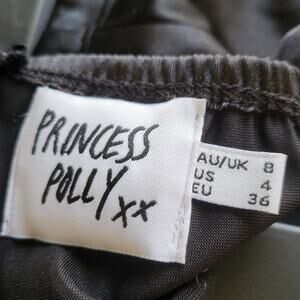 PRINCESS
POLLY xx
AU/UK 8
US 4
EU 36